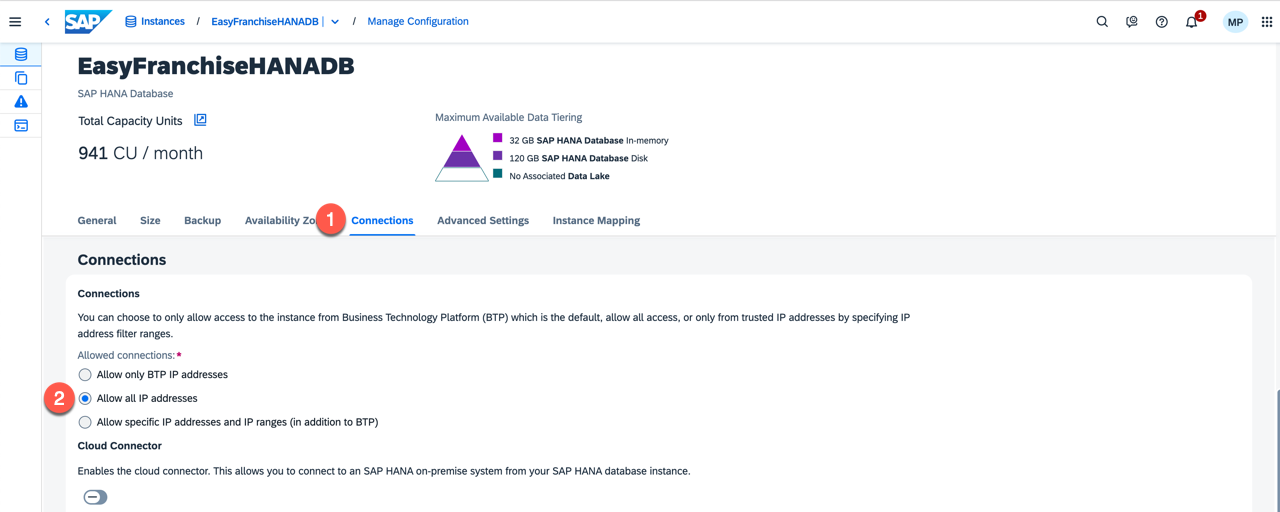 SAP Instances / EasyFranchiseHANADB | / Manage Configuration 1 MP
EasyFranchiseHANADB
SAP HANA Database
Total Capacity Units
941 CU / month
Maximum Available Data Tiering
32 GB SAP HANA Database In-memory
120 GB SAP HANA Database Disk
No Associated Data Lake
General Size Backup Availability Zo 1 Connections Advanced Settings Instance Mapping
Connections
Connections
You can choose to only allow access to the instance from Business Technology Platform (BTP) which is the default, allow all access, or only from trusted IP addresses by specifying IP
address filter ranges.
Allowed connections:*
Allow only BTP IP addresses
2 Allow all IP addresses
Allow specific IP addresses and IP ranges (in addition to BTP)
Cloud Connector
Enables the cloud connector. This allows you to connect to an SAP HANA on-premise system from your SAP HANA database instance.